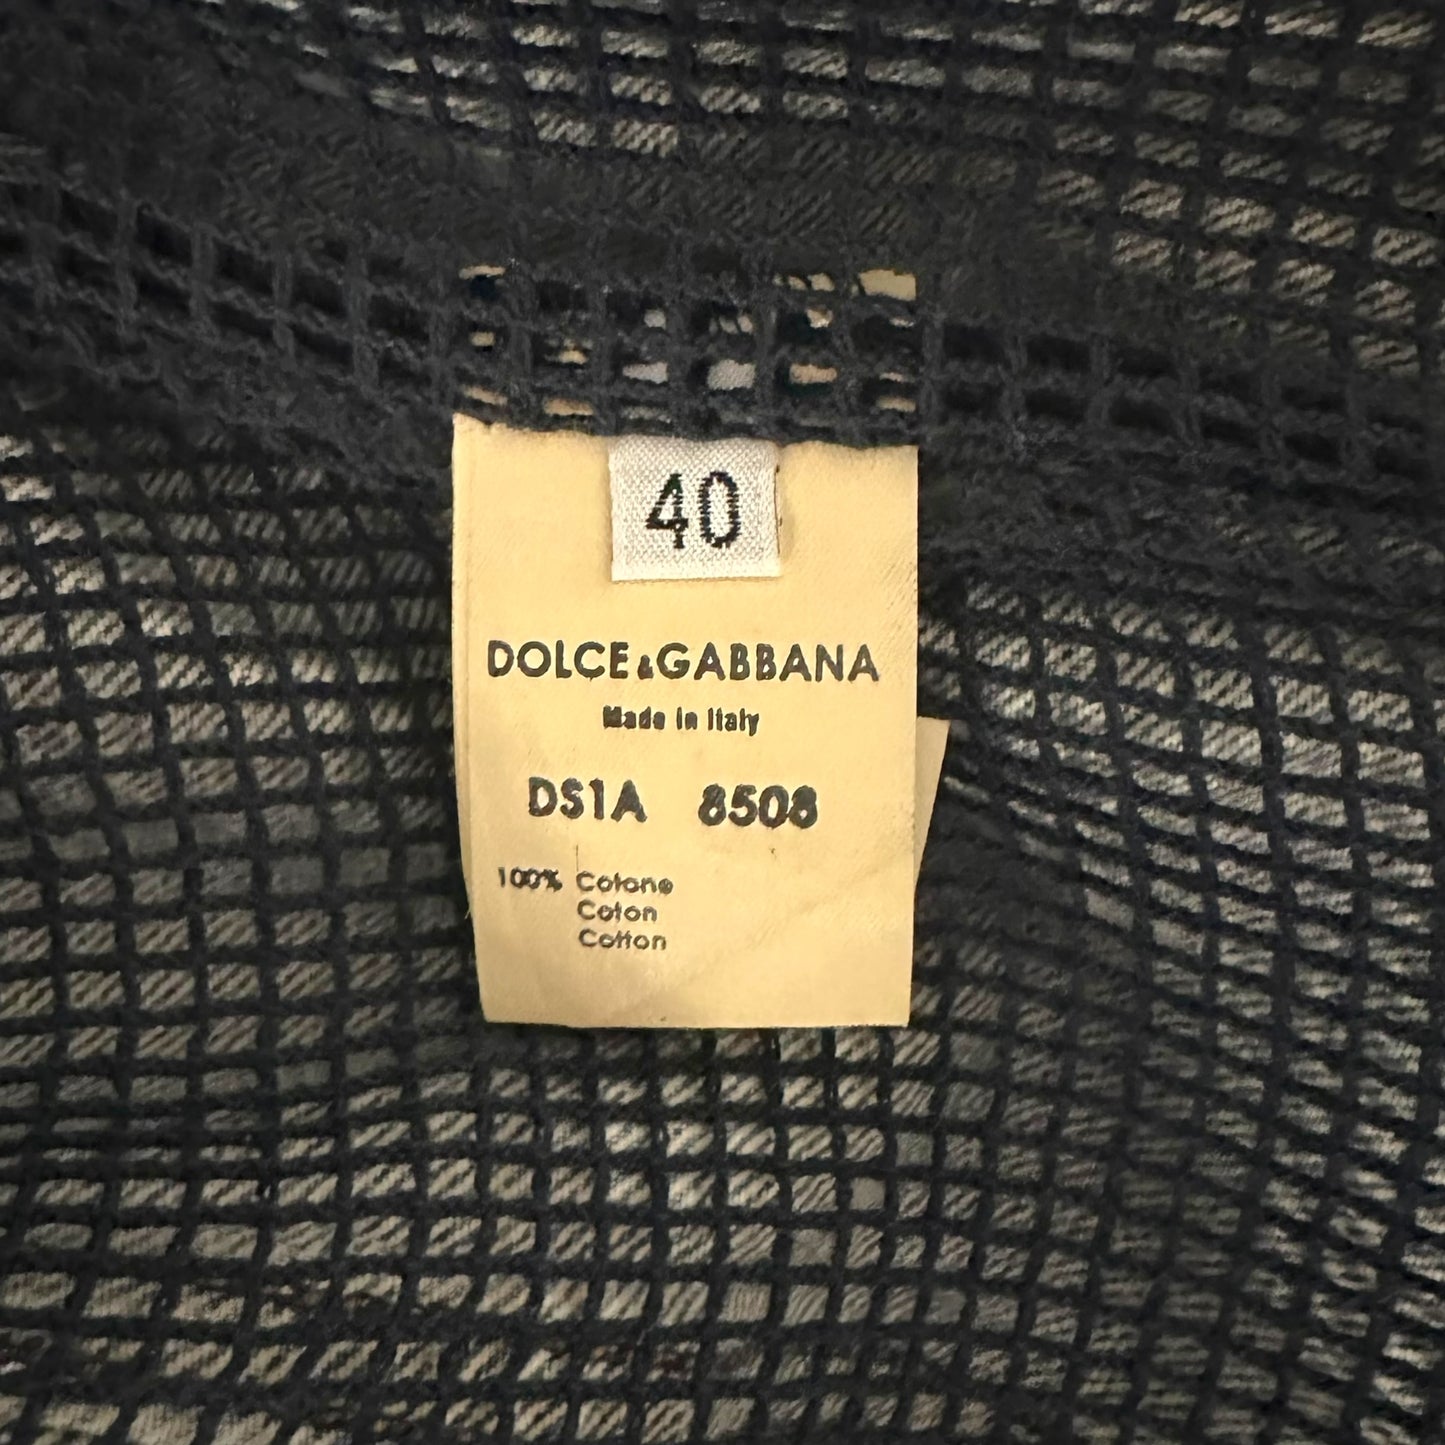 40
DOLCE&GABBANA
Made in Italy
DS1A 8508
100% Cotone
Coton
Cotton